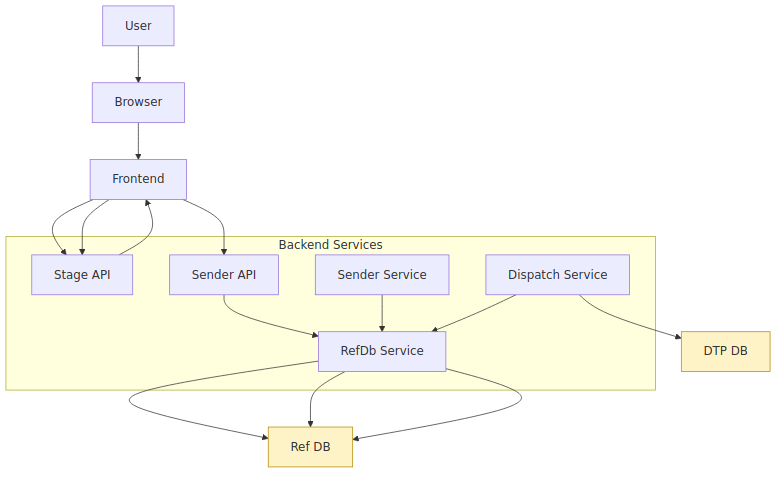 User
Browser
Frontend
Backend Services
Stage API
Sender API
Sender Service
Dispatch Service
RefDb Service
DTP DB
Ref DB